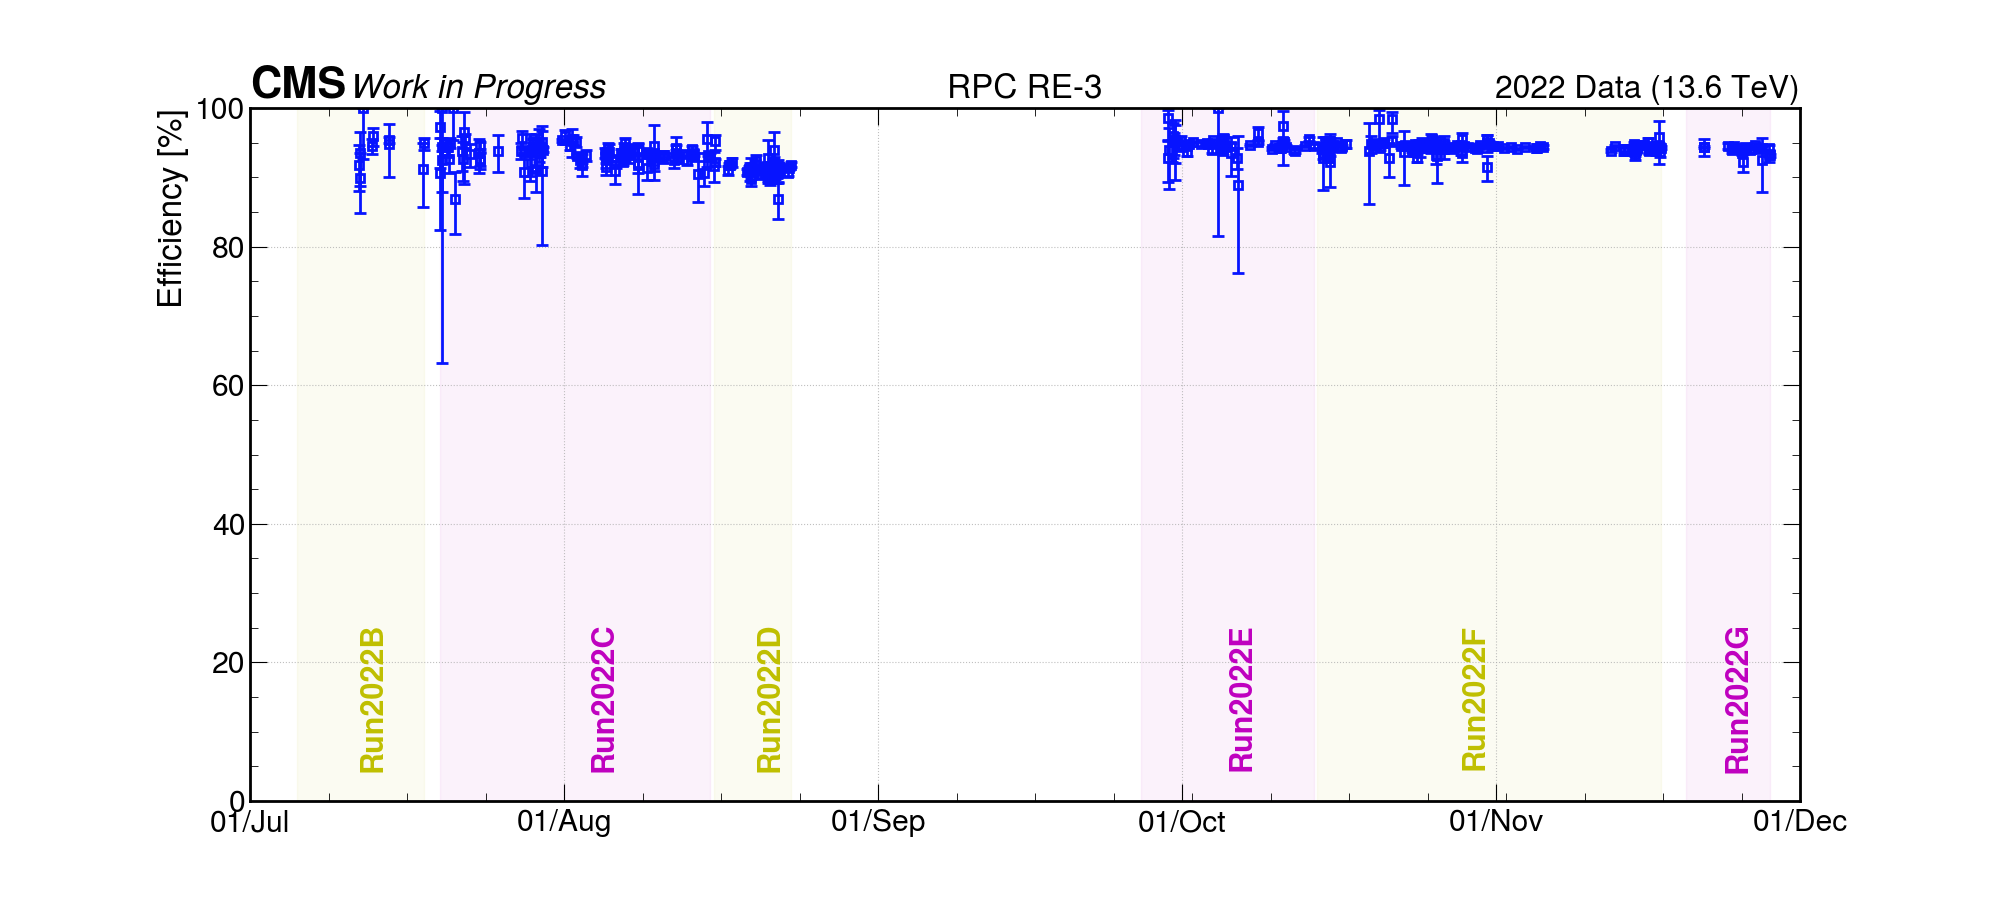 CMS Work in Progress RPC RE-3 2022 Data (13.6 TeV)
Efficiency [%]
100
80
60
40
20
0
Run2022B Run2022C Run2022D Run2022E Run2022F Run2022G
01/Jul 01/Aug 01/Sep 01/Oct 01/Nov 01/Dec